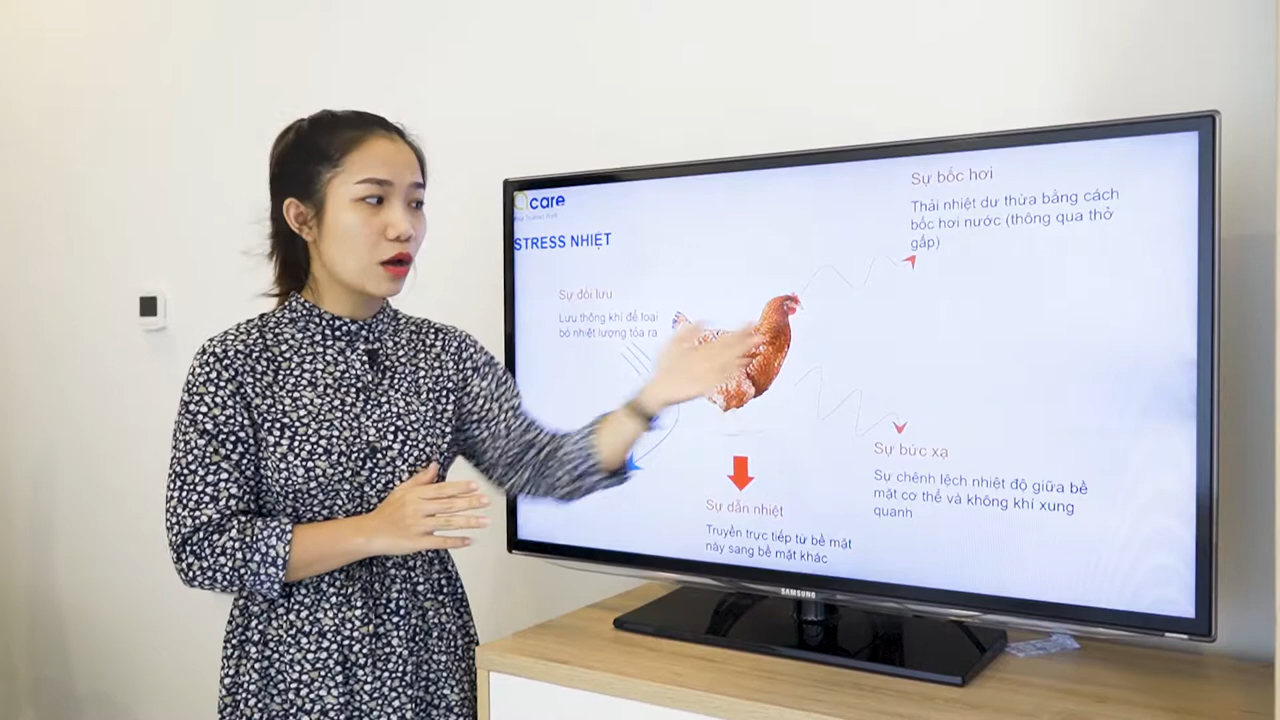 Qcare
STRESS NHIỆT
Sự bốc hơi
Thải nhiệt dư thừa bằng cách
bốc hơi nước (thông qua thở
gấp)
Sự đối lưu
Lưu thông khí để loại
bỏ nhiệt lượng tỏa ra
Sự bức xạ
Sự chênh lệch nhiệt độ giữa bề
mặt cơ thể và không khí xung
quanh
Sự dẫn nhiệt
Truyền trực tiếp từ bề mặt
này sang bề mặt khác
SAMSUNG